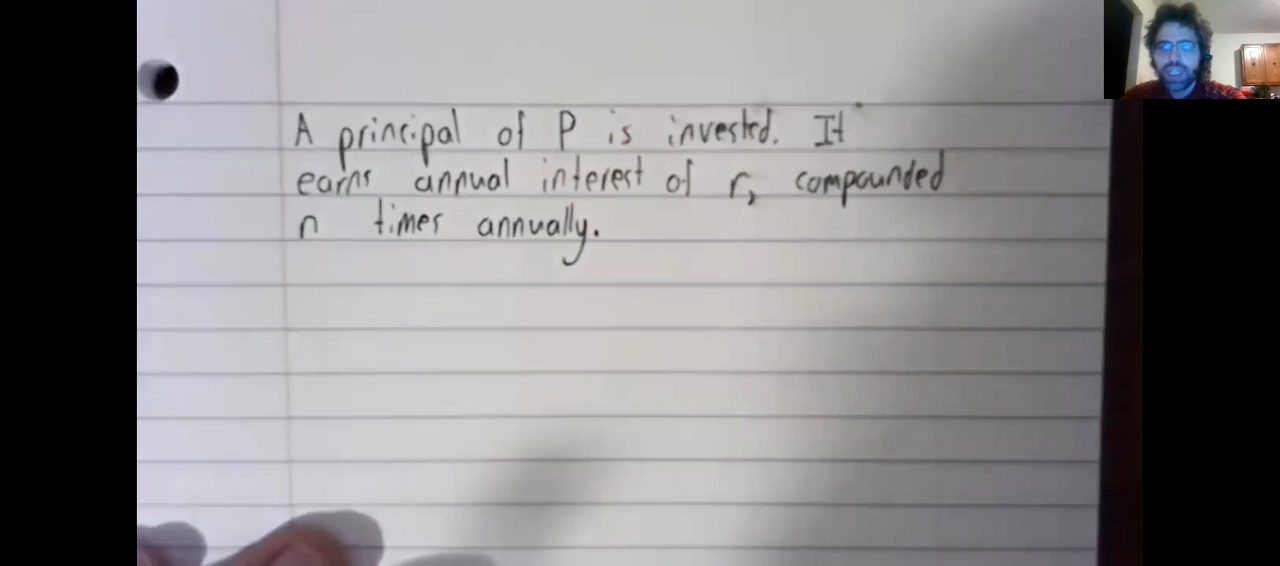 A principal of P is invested. It
earns annual interest of r, compounded
n times annually.